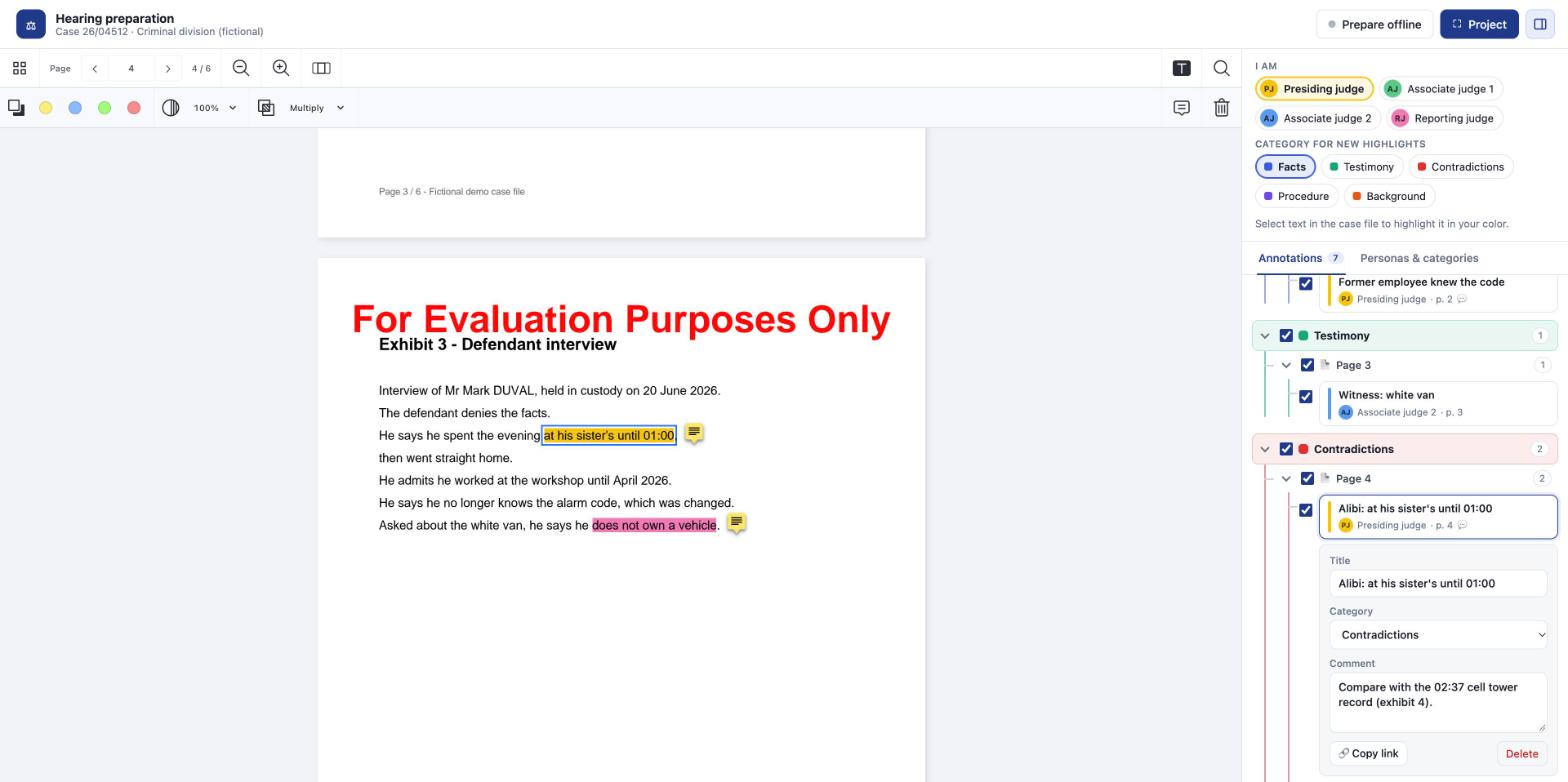 Hearing preparation
Case 26/04512 · Criminal division (fictional)
Prepare offline
Project
Page
4
4 / 6
100%
Multiply
Page 3 / 6 - Fictional demo case file
For Evaluation Purposes Only
Exhibit 3 - Defendant interview
Interview of Mr Mark DUVAL, held in custody on 20 June 2026.
The defendant denies the facts.
He says he spent the evening at his sister's until 01:00,
then went straight home.
He admits he worked at the workshop until April 2026.
He says he no longer knows the alarm code, which was changed.
Asked about the white van, he says he does not own a vehicle.
I AM
PJ Presiding judge
AJ Associate judge 1
AJ Associate judge 2
RJ Reporting judge
CATEGORY FOR NEW HIGHLIGHTS
Facts
Testimony
Contradictions
Procedure
Background
Select text in the case file to highlight it in your color.
Annotations 7
Personas & categories
Former employee knew the code
PJ Presiding judge · p. 2
Testimony 1
Page 3 1
Witness: white van
AJ Associate judge 2 · p. 3
Contradictions 2
Page 4 2
Alibi: at his sister's until 01:00
PJ Presiding judge · p. 4
Title
Alibi: at his sister's until 01:00
Category
Contradictions
Comment
Compare with the 02:37 cell tower
record (exhibit 4).
Copy link
Delete